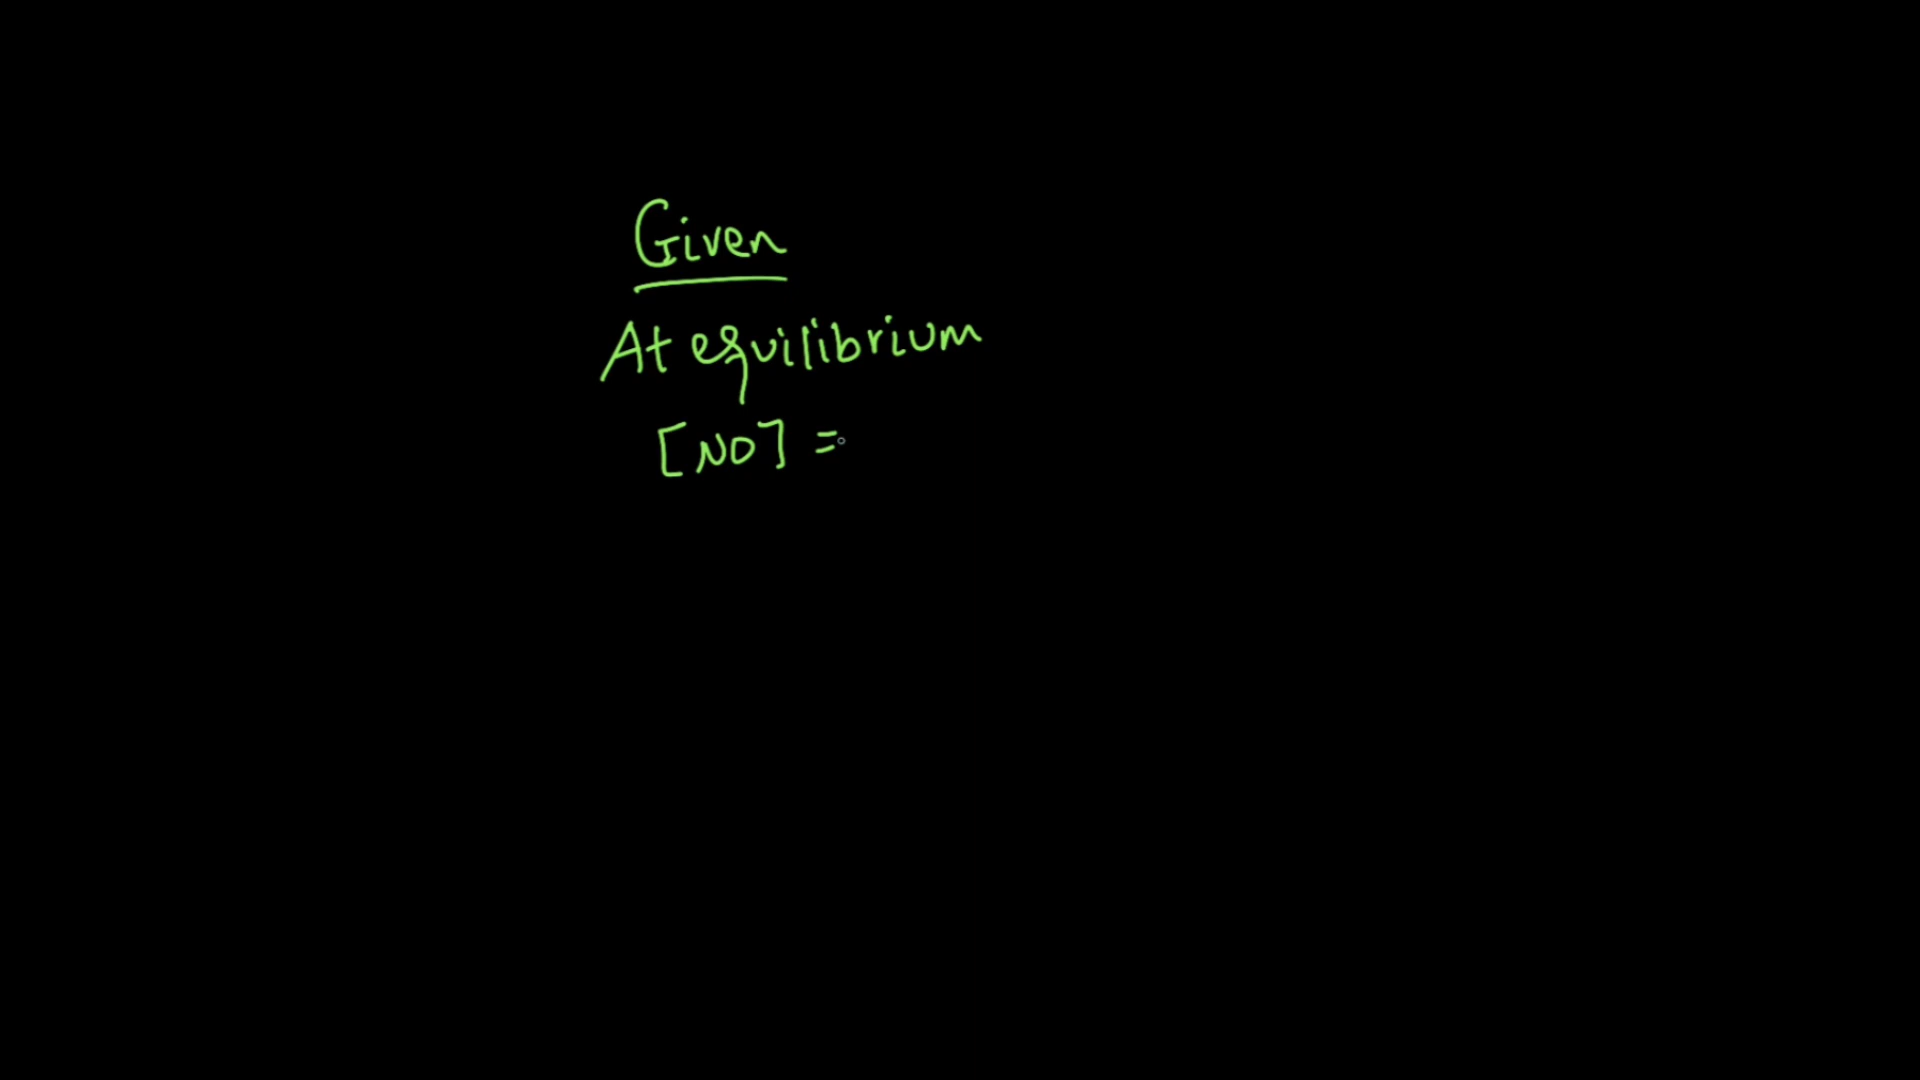 Given
At equilibrium
[NO] =